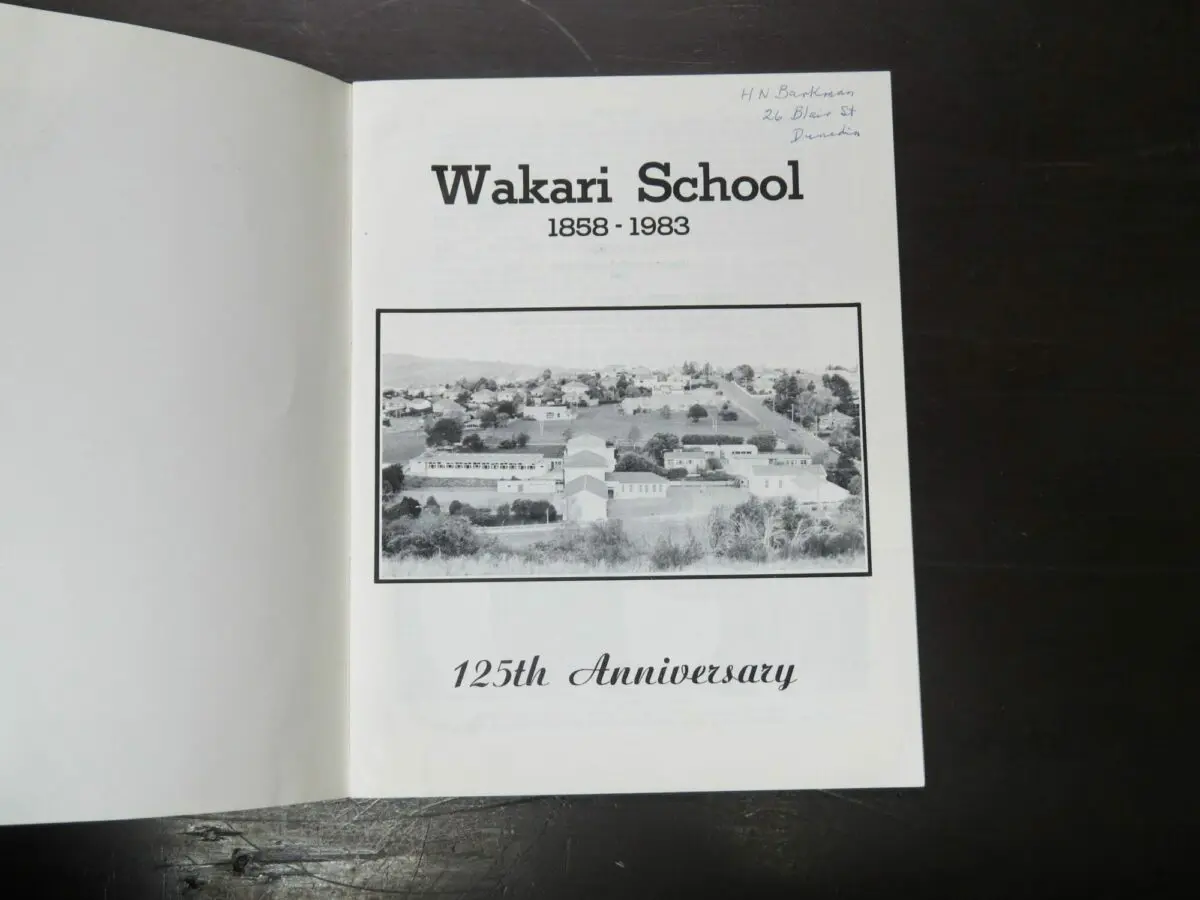 H N Barkman
26 Blair St
Dunedin
Wakari School
1858 - 1983
125th Anniversary